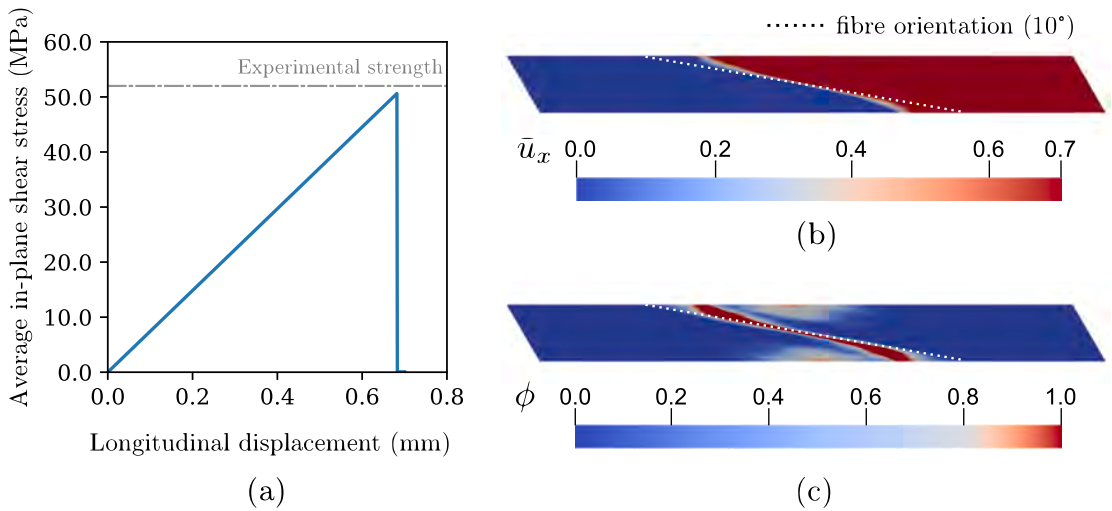 Average in-plane shear stress (MPa)
60.0
50.0
40.0
30.0
20.0
10.0
0.0
Experimental strength
0.0 0.2 0.4 0.6 0.8
Longitudinal displacement (mm)
(a)
fibre orientation (10°)
ūₓ 0.0 0.2 0.4 0.6 0.7
(b)
ϕ 0.0 0.2 0.4 0.6 0.8 1.0
(c)